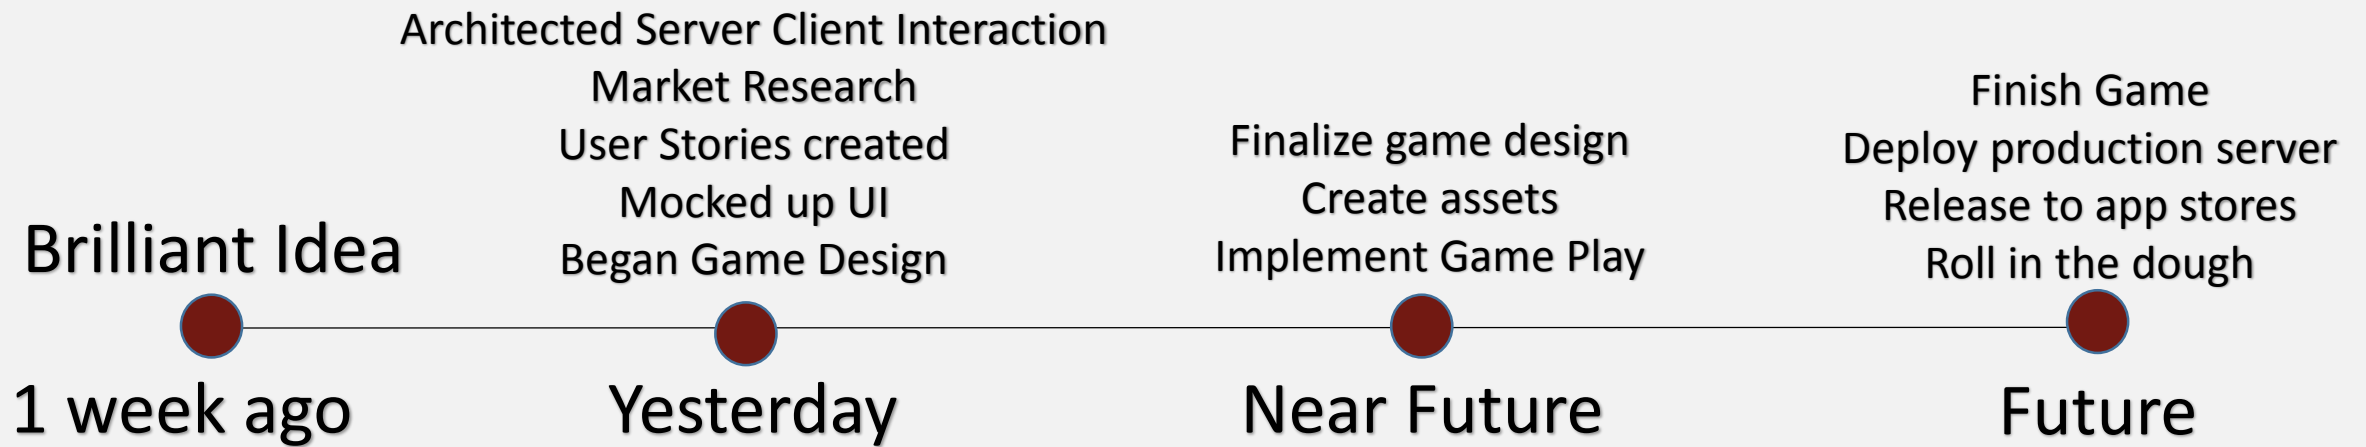 Brilliant Idea
1 week ago
Architected Server Client Interaction
Market Research
User Stories created
Mocked up UI
Began Game Design
Yesterday
Finalize game design
Create assets
Implement Game Play
Near Future
Finish Game
Deploy production server
Release to app stores
Roll in the dough
Future